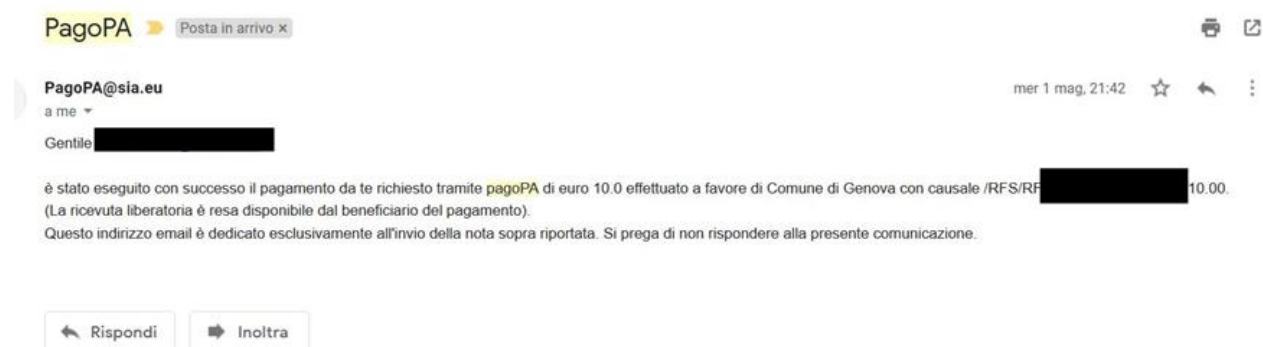 PagoPA Posta in arrivo ×
PagoPA@sia.eu mer 1 mag, 21:42
a me
Gentile
è stato eseguito con successo il pagamento da te richiesto tramite pagoPA di euro 10.0 effettuato a favore di Comune di Genova con causale /RFS/RF 10.00.
(La ricevuta liberatoria è resa disponibile dal beneficiario del pagamento).
Questo indirizzo email è dedicato esclusivamente all'invio della nota sopra riportata. Si prega di non rispondere alla presente comunicazione.
Rispondi Inoltra